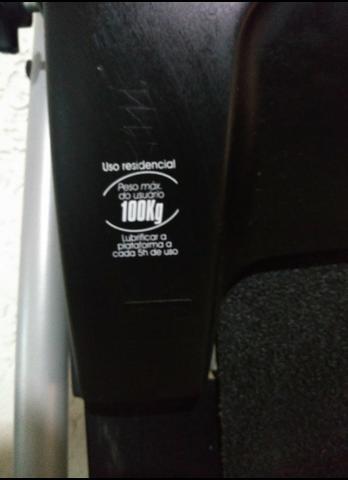 Uso residencial
Peso máx.
do usuário
100Kg
Lubrificar a
plataforma a
cada 5h de uso